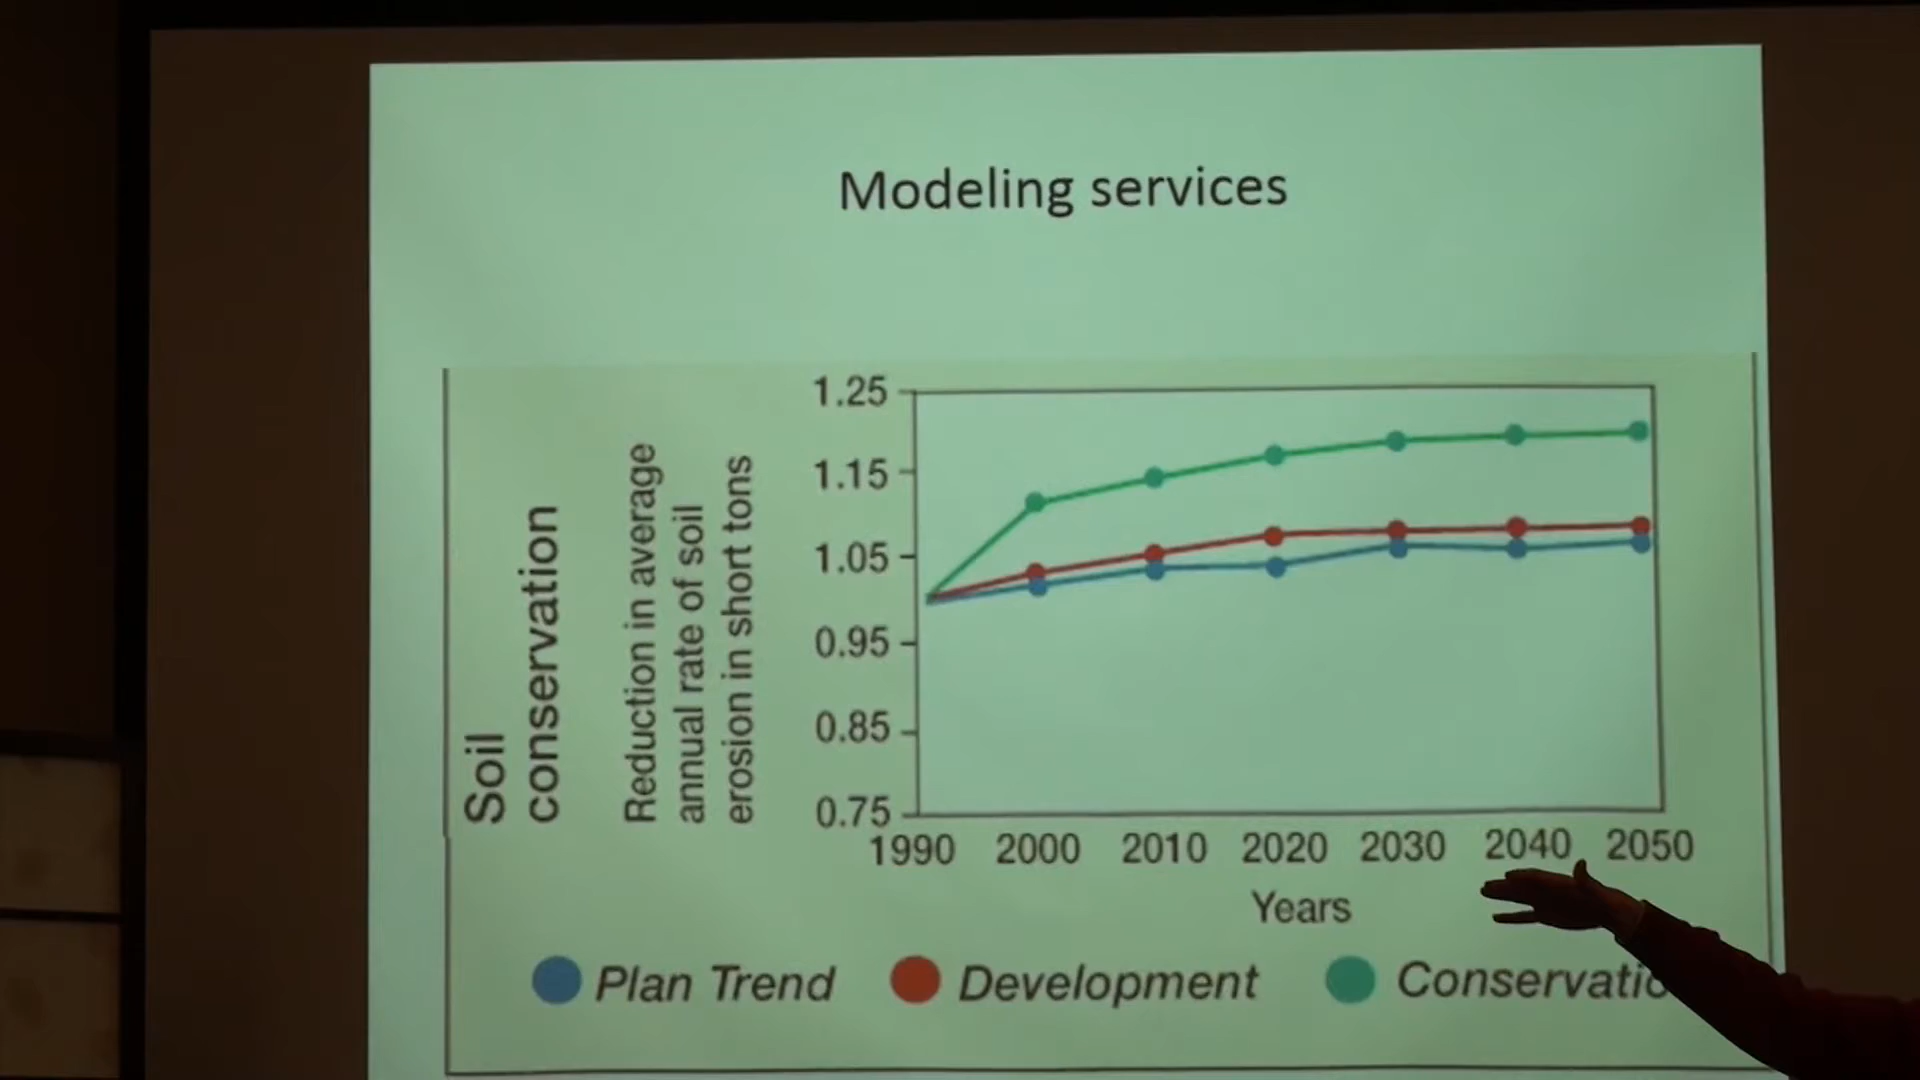 Modeling services
Soil
conservation
Reduction in average
annual rate of soil
erosion in short tons
1.25
1.15
1.05
0.95
0.85
0.75
1990 2000 2010 2020 2030 2040 2050
Years
Plan Trend Development Conservatio